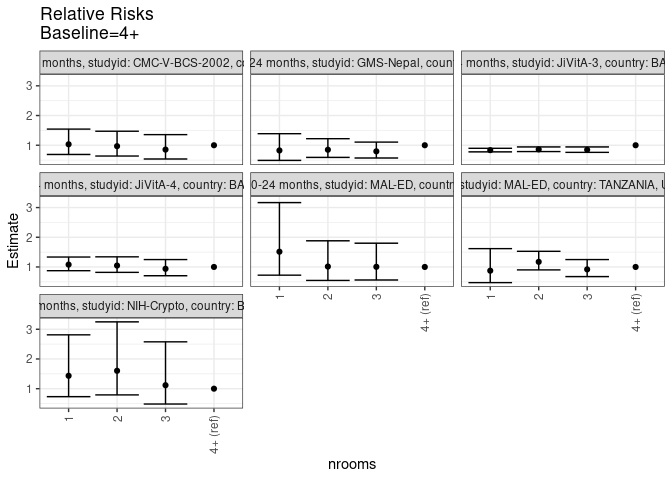 Relative Risks
Baseline=4+
months, studyid: CMC-V-BCS-2002, c
24 months, studyid: GMS-Nepal, coun
months, studyid: JiVitA-3, country: BA
3
2
1
months, studyid: JiVitA-4, country: BA
0-24 months, studyid: MAL-ED, countr
studyid: MAL-ED, country: TANZANIA, U
3
2
1
Estimate
1
2
3
4+ (ref)
1
2
3
4+ (ref)
months, studyid: NIH-Crypto, country: B
3
2
1
1
2
3
4+ (ref)
nrooms